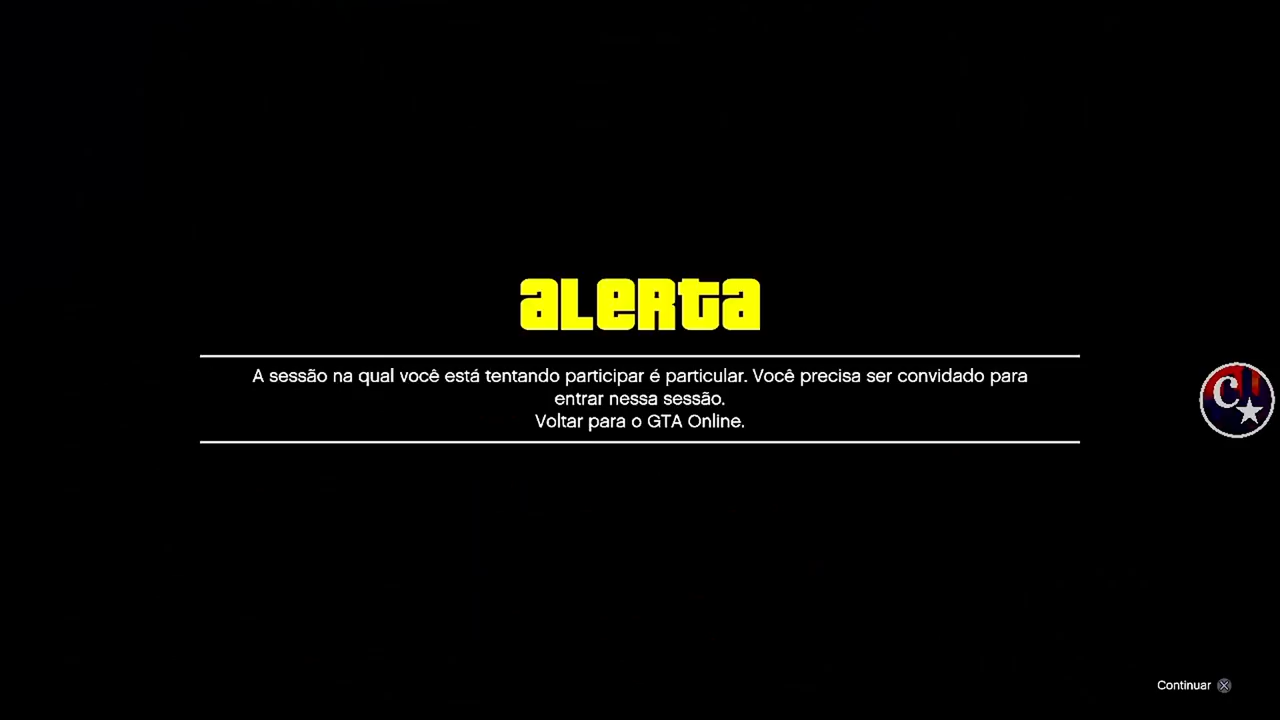 alerta
A sessão na qual você está tentando participar é particular. Você precisa ser convidado para
entrar nessa sessão.
Voltar para o GTA Online.
C
Continuar